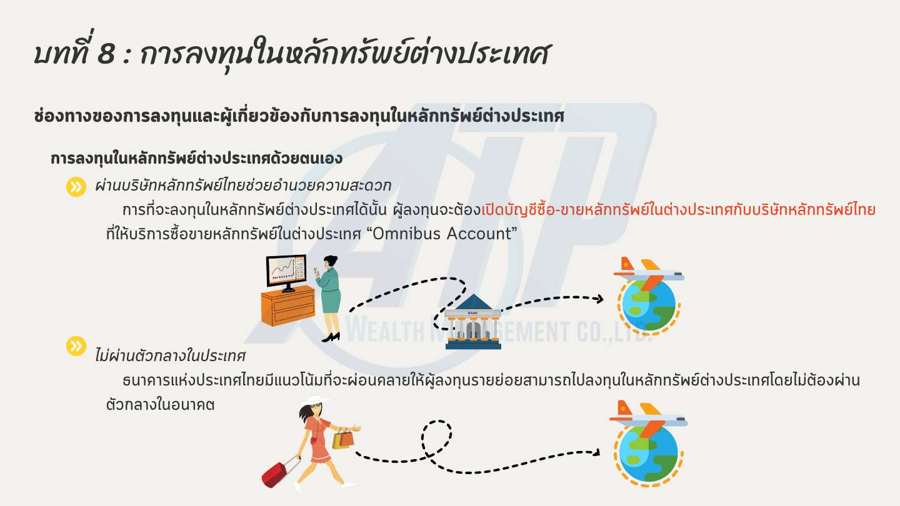 บทที่ 8 : การลงทุนในหลักทรัพย์ต่างประเทศ
ช่องทางของการลงทุนและผู้เกี่ยวข้องกับการลงทุนในหลักทรัพย์ต่างประเทศ
การลงทุนในหลักทรัพย์ต่างประเทศด้วยตนเอง
ผ่านบริษัทหลักทรัพย์ไทยช่วยอำนวยความสะดวก
การที่จะลงทุนในหลักทรัพย์ต่างประเทศได้นั้น ผู้ลงทุนจะต้องเปิดบัญชีซื้อ-ขายหลักทรัพย์ในต่างประเทศกับบริษัทหลักทรัพย์ไทย
ที่ให้บริการซื้อขายหลักทรัพย์ในต่างประเทศ “Omnibus Account”
ATP
WEALTH MANAGEMENT CO.,LTD.
ไม่ผ่านตัวกลางในประเทศ
ธนาคารแห่งประเทศไทยมีแนวโน้มที่จะผ่อนคลายให้ผู้ลงทุนรายย่อยสามารถไปลงทุนในหลักทรัพย์ต่างประเทศโดยไม่ต้องผ่าน
ตัวกลางในอนาคต